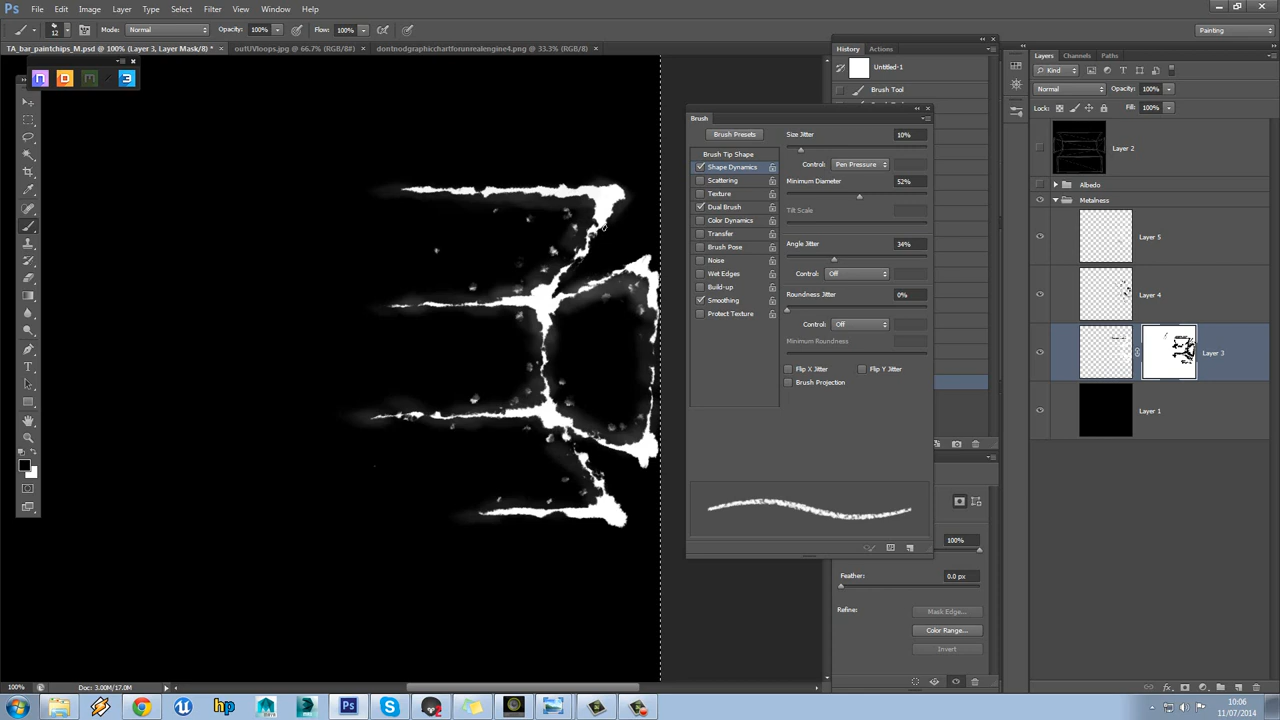 Ps File Edit Image Layer Type Select Filter View Window Help
12 Mode: Normal Opacity: 100% Flow: 100% Painting
TA_bar_paintchips_M.psd @ 100% (Layer 3, Layer Mask/8) * × outUVloops.jpg @ 66.7% (RGB/8#) × dontnodgraphicchartforunrealengine4.png @ 33.3% (RGB/8) ×
History Actions
Untitled-1
Brush Tool
Brush
Brush Presets
Brush Tip Shape
Shape Dynamics
Scattering
Texture
Dual Brush
Color Dynamics
Transfer
Brush Pose
Noise
Wet Edges
Build-up
Smoothing
Protect Texture
Size Jitter 10%
Control: Pen Pressure
Minimum Diameter 52%
Tilt Scale
Angle Jitter 34%
Control: Off
Roundness Jitter 0%
Control: Off
Minimum Roundness
Flip X Jitter Flip Y Jitter
Brush Projection
100%
Feather: 0.0 px
Refine: Mask Edge...
Color Range...
Invert
Layers Channels Paths
Kind
Normal Opacity: 100%
Lock: Fill: 100%
Layer 2
Albedo
Metalness
Layer 5
Layer 4
Layer 3
Layer 1
100% Doc: 3.00M/17.0M
10:06
11/07/2014